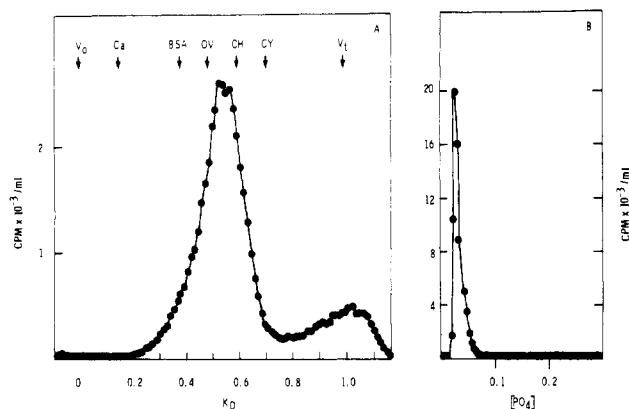 A
V₀ Ca BSA OV CH CY Vₜ
2
1
CPM x 10⁻³/ml
0 0.2 0.4 0.6 0.8 1.0
K_D
B
20
16
12
8
4
CPM x 10⁻³/ml
0.1 0.2
[PO₄]